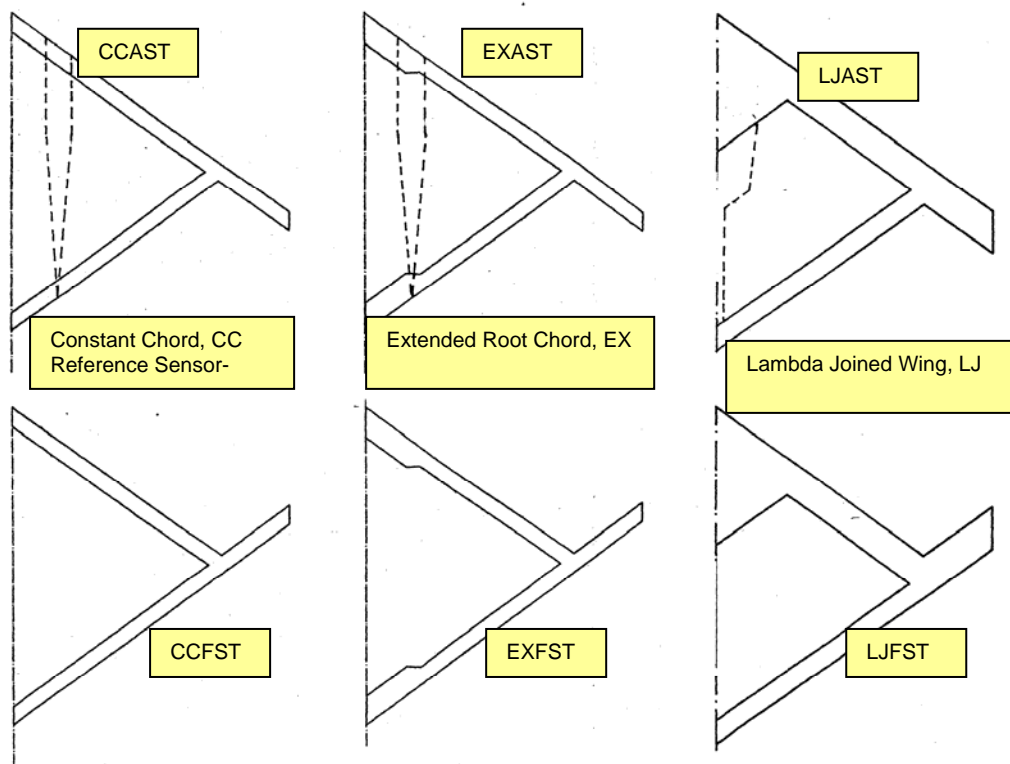 CCAST
EXAST
LJAST
Constant Chord, CC
Reference Sensor-
Extended Root Chord, EX
Lambda Joined Wing, LJ
CCFST
EXFST
LJFST